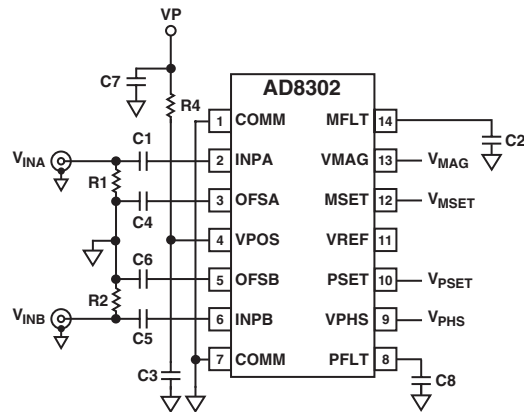 VP
C7
R4
AD8302
1 COMM MFLT 14
C2
VINA
C1
2 INPA VMAG 13 VMAG
R1
3 OFSA MSET 12 VMSET
C4
4 VPOS VREF 11
C6
5 OFSB PSET 10 VPSET
R2
VINB
6 INPB VPHS 9 VPHS
C5
7 COMM PFLT 8
C3
C8